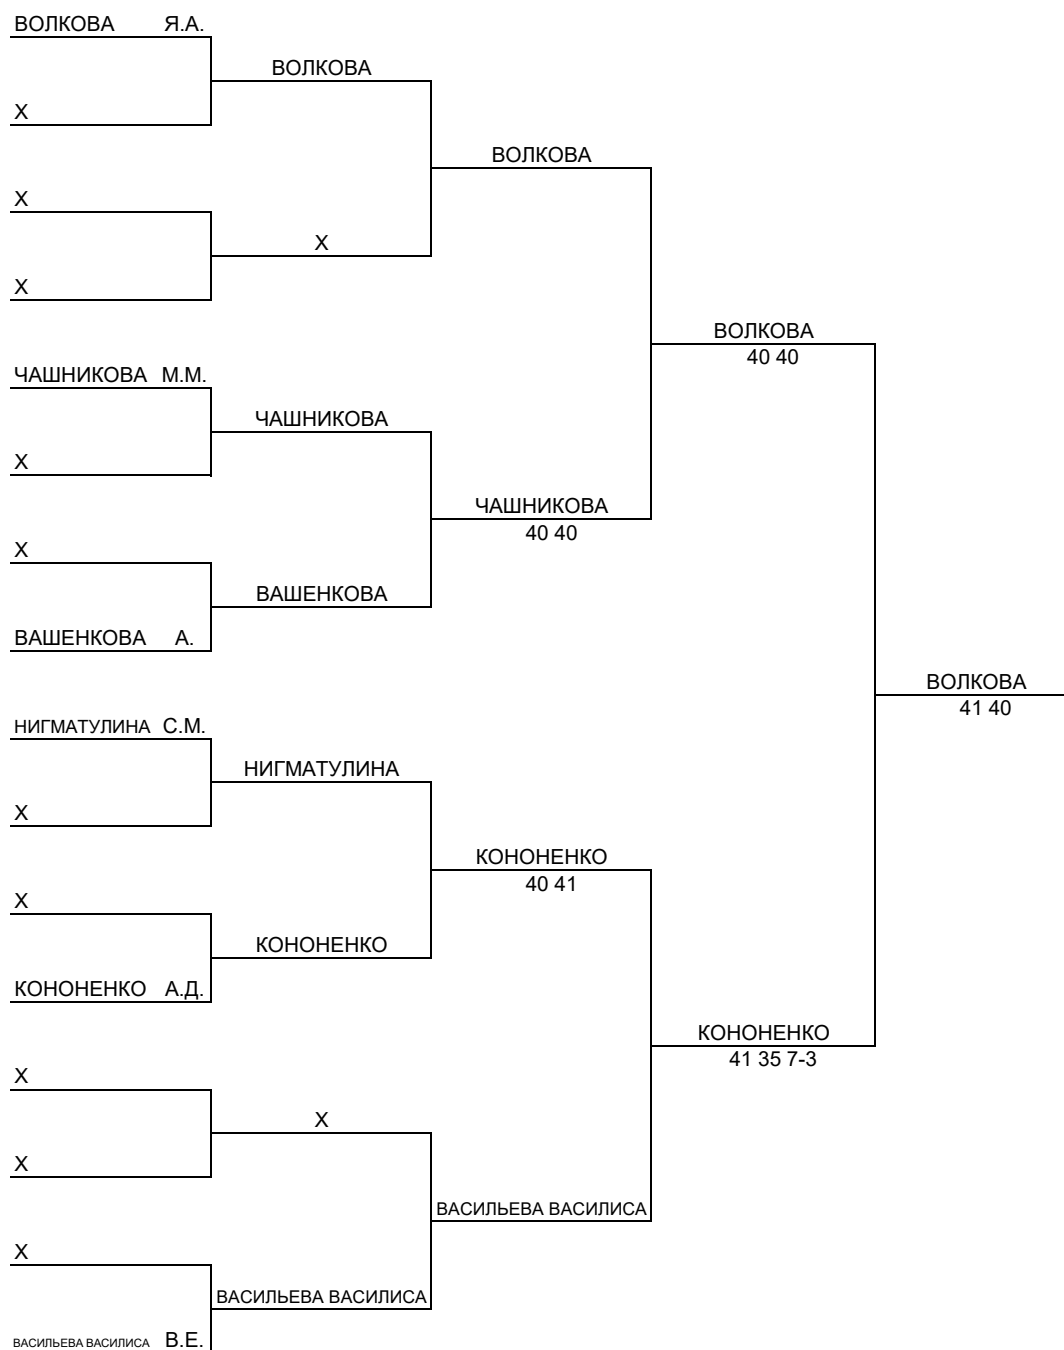 ВОЛКОВА Я.А.
ВОЛКОВА
X
ВОЛКОВА
X
X
X
ВОЛКОВА
40 40
ЧАШНИКОВА М.М.
ЧАШНИКОВА
X
ЧАШНИКОВА
40 40
X
ВАШЕНКОВА
ВАШЕНКОВА А.
ВОЛКОВА
41 40
НИГМАТУЛИНА С.М.
НИГМАТУЛИНА
X
КОНОНЕНКО
40 41
X
КОНОНЕНКО
КОНОНЕНКО А.Д.
КОНОНЕНКО
41 35 7-3
X
X
X
ВАСИЛЬЕВА ВАСИЛИСА
X
ВАСИЛЬЕВА ВАСИЛИСА
ВАСИЛЬЕВА ВАСИЛИСА В.Е.